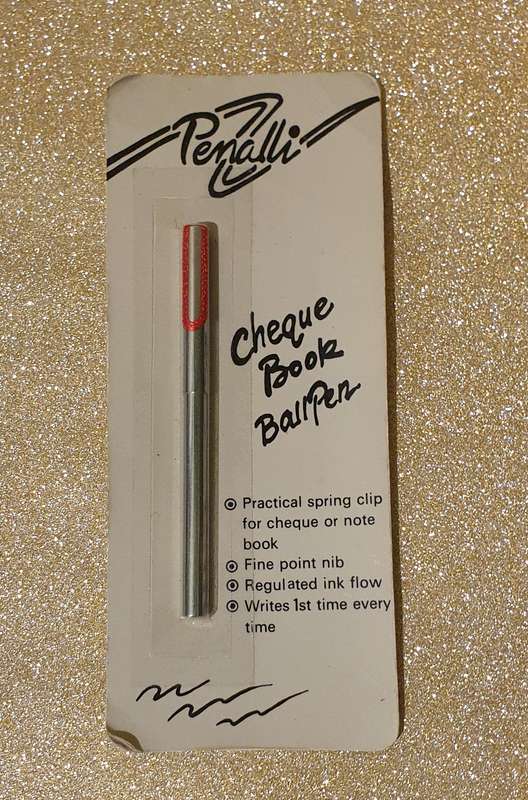 Penalli
Cheque
Book
BallPen
Practical spring clip
for cheque or note
book
Fine point nib
Regulated ink flow
Writes 1st time every
time